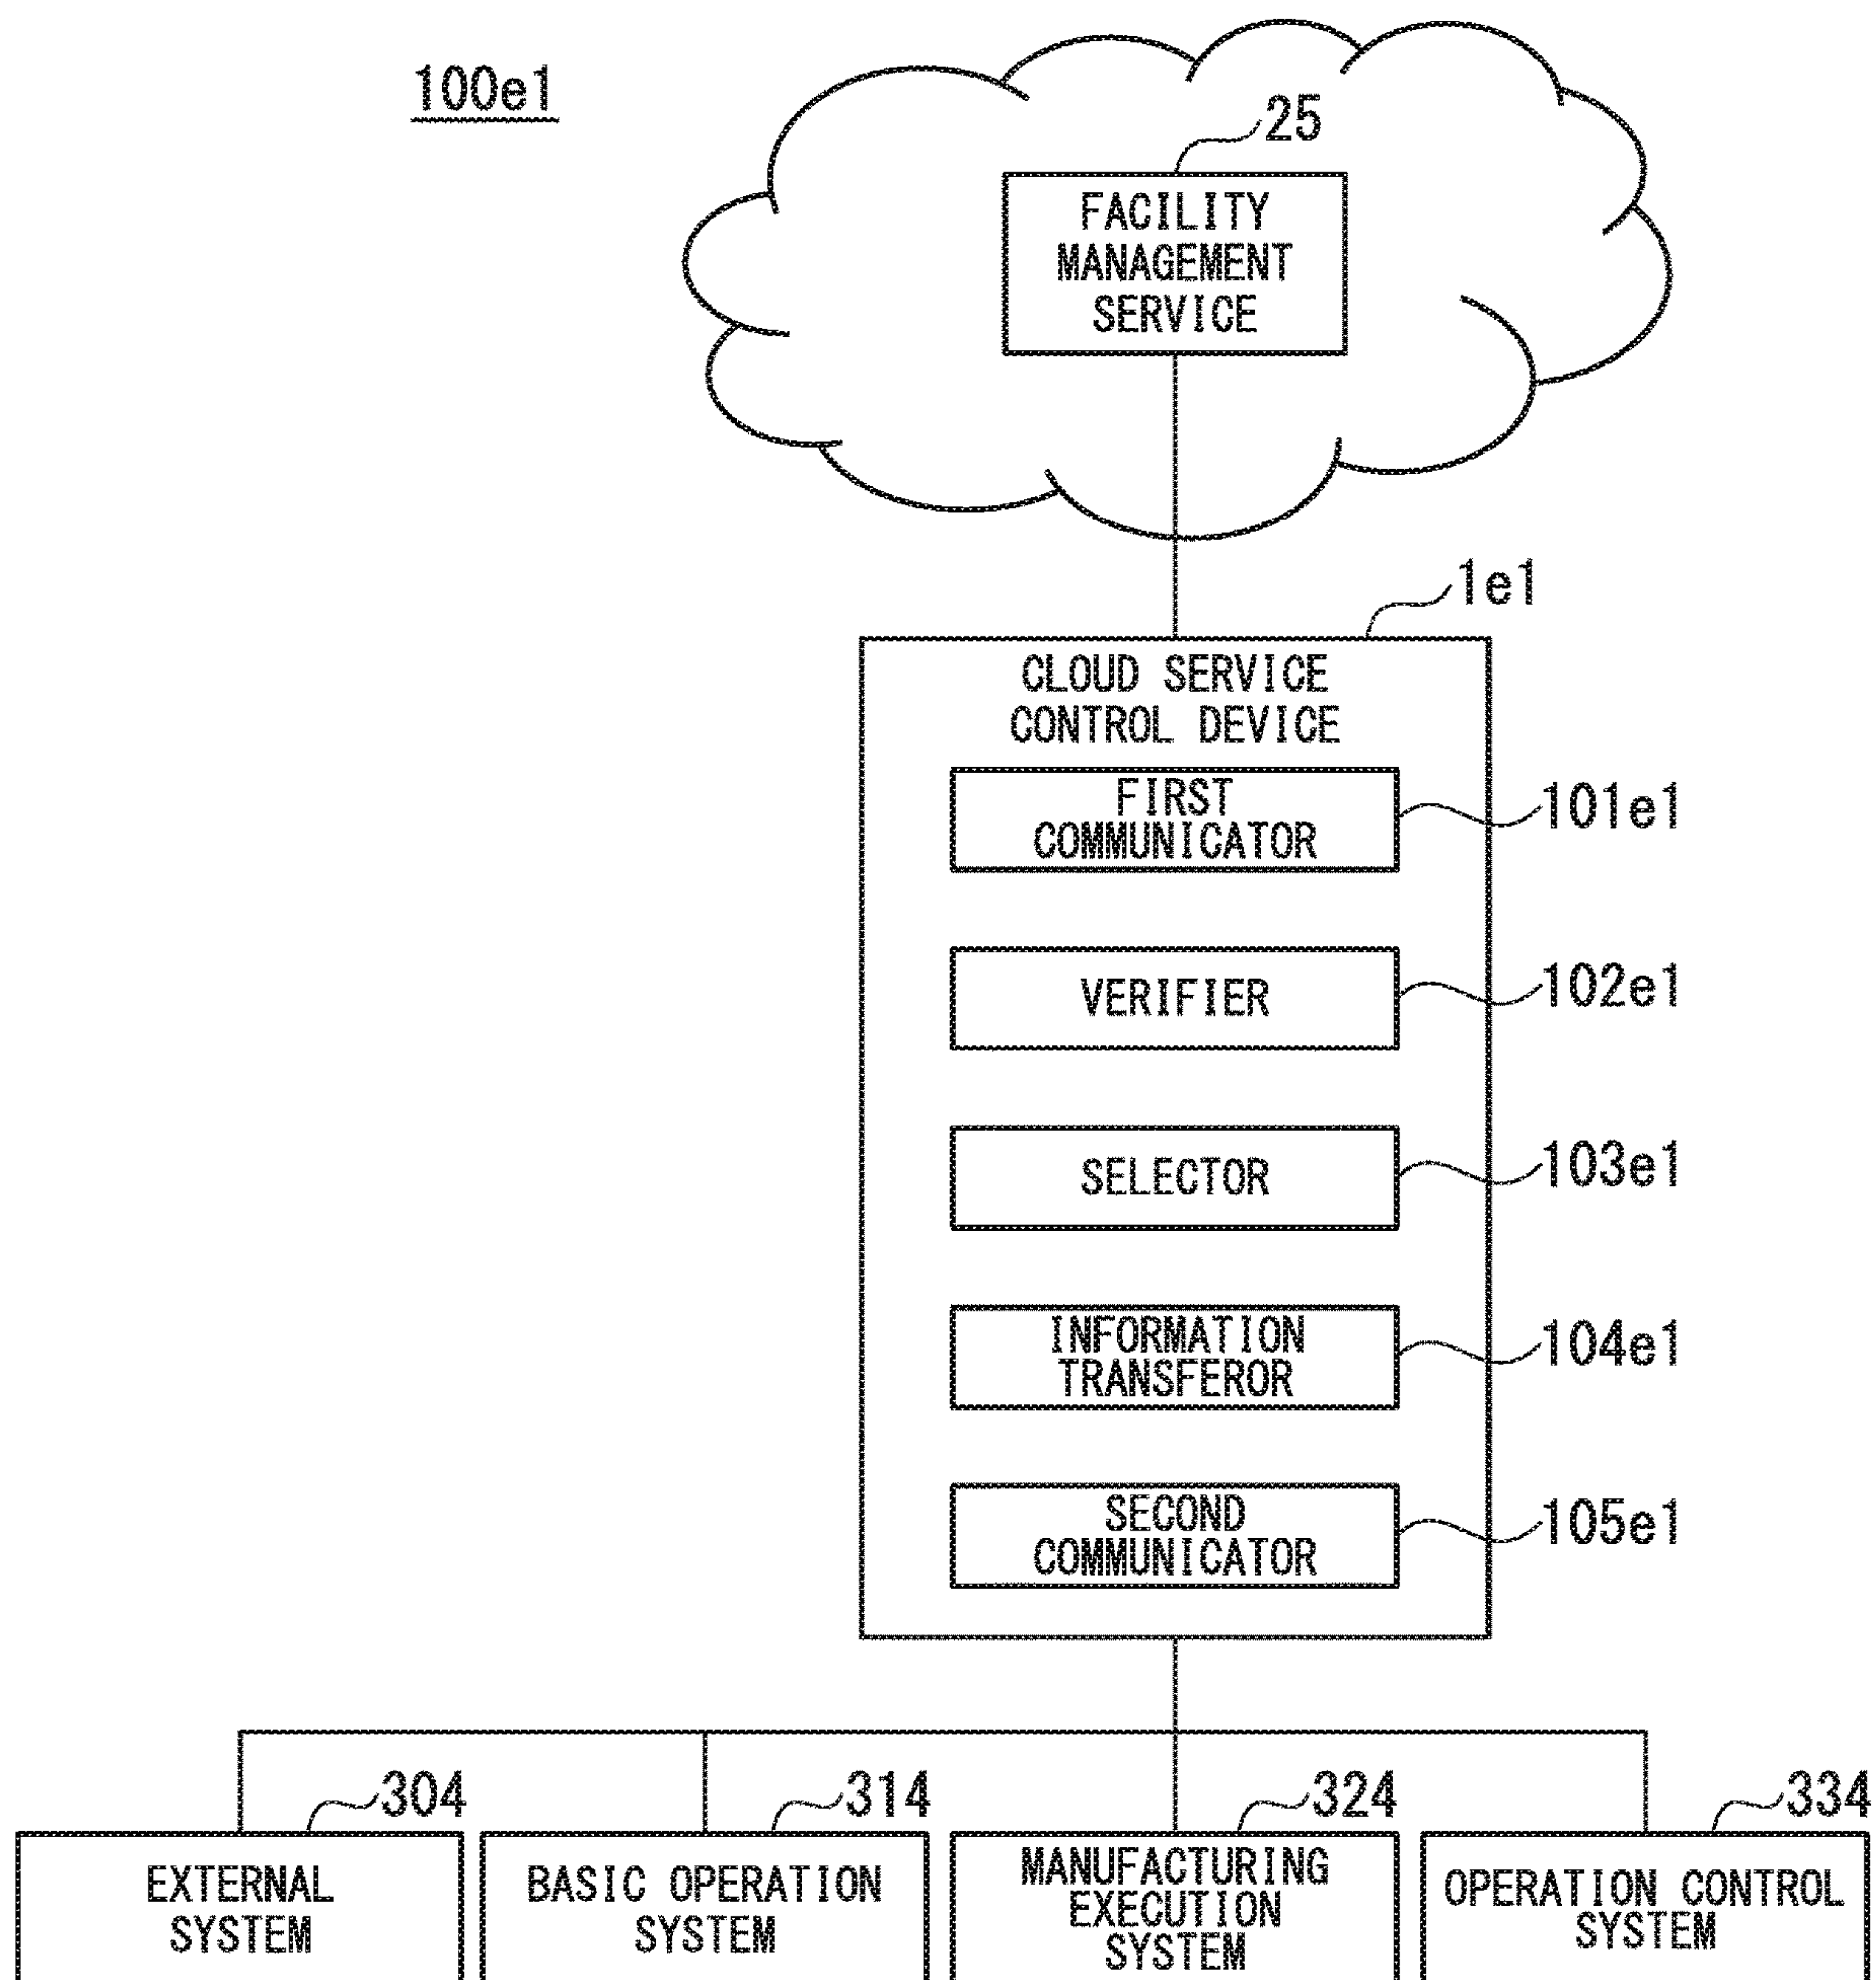 100e1
25
FACILITY
MANAGEMENT
SERVICE
1e1
CLOUD SERVICE
CONTROL DEVICE
FIRST
COMMUNICATOR
101e1
VERIFIER
102e1
SELECTOR
103e1
INFORMATION
TRANSFEROR
104e1
SECOND
COMMUNICATOR
105e1
304
EXTERNAL
SYSTEM
314
BASIC OPERATION
SYSTEM
324
MANUFACTURING
EXECUTION
SYSTEM
334
OPERATION CONTROL
SYSTEM